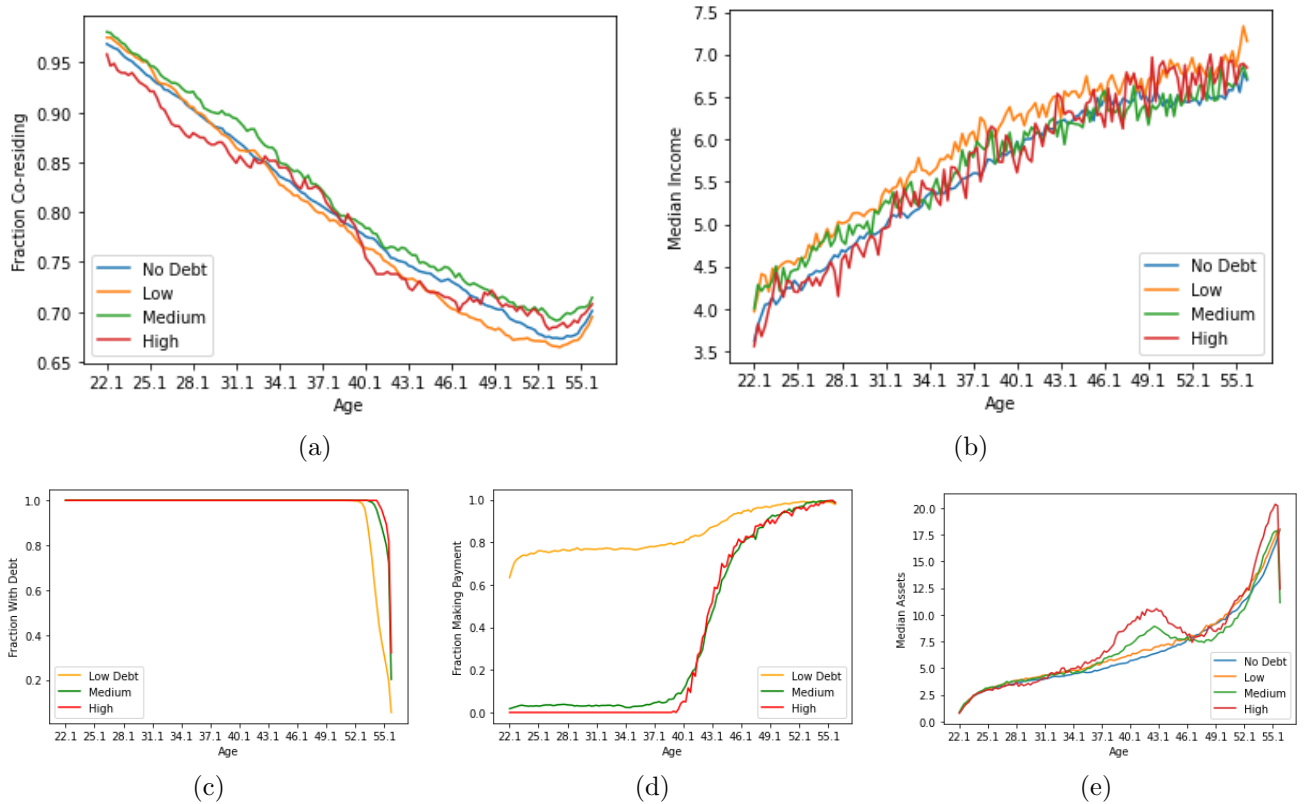 Fraction Co-residing
0.95
0.90
0.85
0.80
0.75
0.70
0.65
No Debt
Low
Medium
High
22.1 25.1 28.1 31.1 34.1 37.1 40.1 43.1 46.1 49.1 52.1 55.1
Age
(a)
Median Income
7.5
7.0
6.5
6.0
5.5
5.0
4.5
4.0
3.5
No Debt
Low
Medium
High
22.1 25.1 28.1 31.1 34.1 37.1 40.1 43.1 46.1 49.1 52.1 55.1
Age
(b)
Fraction With Debt
1.0
0.8
0.6
0.4
0.2
Low Debt
Medium
High
22.1 25.1 28.1 31.1 34.1 37.1 40.1 43.1 46.1 49.1 52.1 55.1
Age
(c)
Fraction Making Payment
1.0
0.8
0.6
0.4
0.2
0.0
Low Debt
Medium
High
22.1 25.1 28.1 31.1 34.1 37.1 40.1 43.1 46.1 49.1 52.1 55.1
Age
(d)
Median Assets
20.0
17.5
15.0
12.5
10.0
7.5
5.0
2.5
0.0
No Debt
Low
Medium
High
22.1 25.1 28.1 31.1 34.1 37.1 40.1 43.1 46.1 49.1 52.1 55.1
Age
(e)